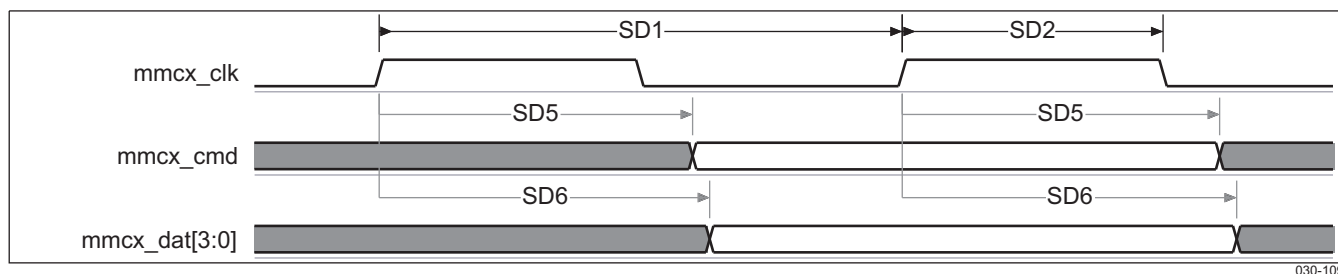 SD1 SD2
mmcx_clk
SD5 SD5
mmcx_cmd
SD6 SD6
mmcx_dat[3:0]